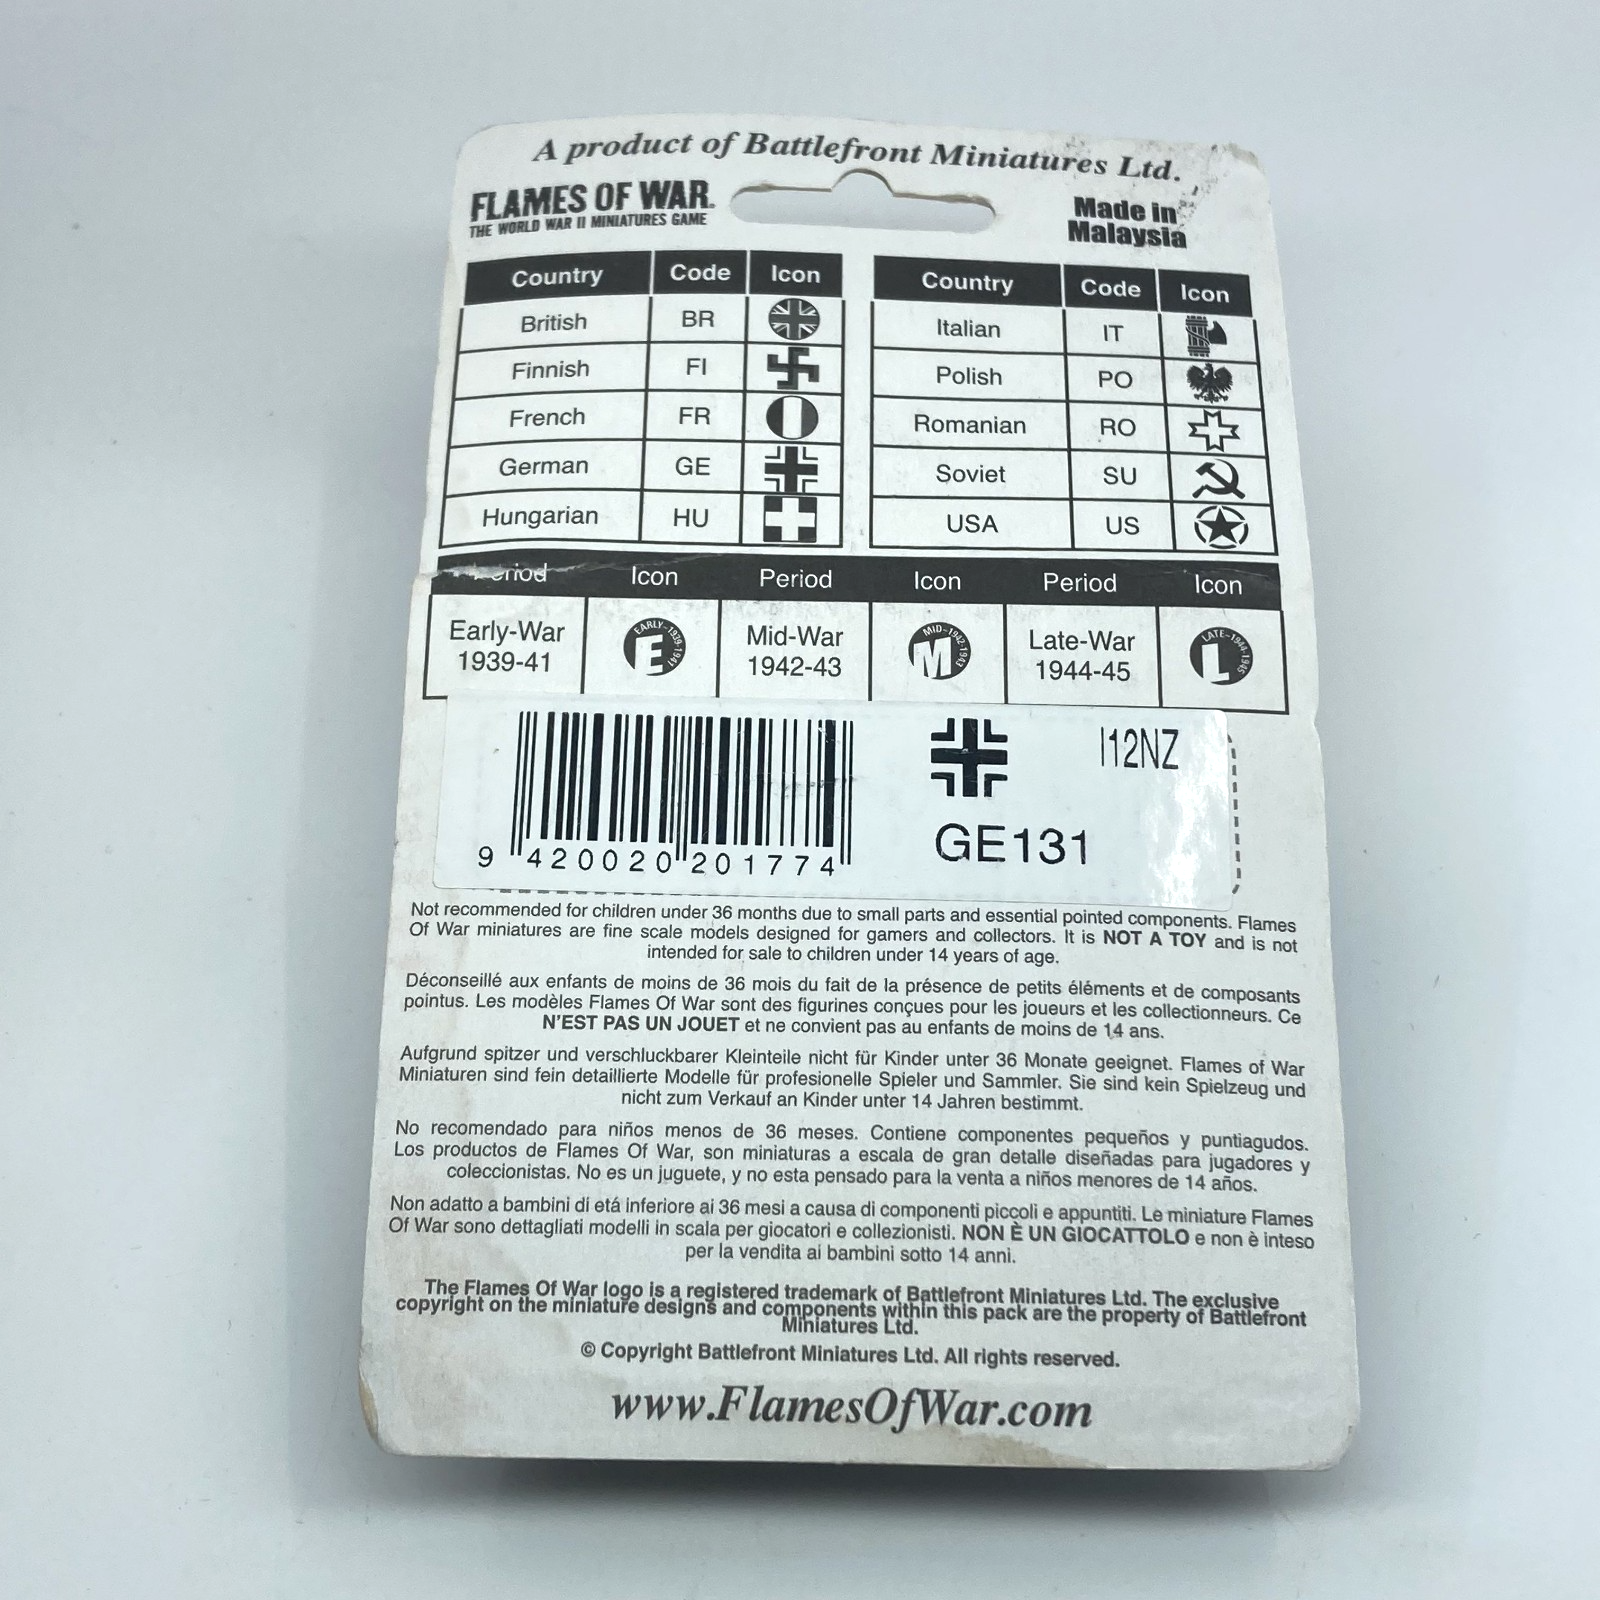 A product of Battlefront Miniatures Ltd.
FLAMES OF WAR
THE WORLD WAR II MINIATURES GAME
Made in
Malaysia
Country Code Icon
British BR
Finnish FI
French FR
German GE
Hungarian HU
Country Code Icon
Italian IT
Polish PO
Romanian RO
Soviet SU
USA US
Icon Period Icon Period Icon
Early-War
1939-41
EARLY-1939-1941
E
Mid-War
1942-43
MID-1942-1943
M
Late-War
1944-45
LATE-1944-1945
L
9 420020 201774
I12NZ
GE131
Not recommended for children under 36 months due to small parts and essential pointed components. Flames
Of War miniatures are fine scale models designed for gamers and collectors. It is NOT A TOY and is not
intended for sale to children under 14 years of age.
Déconseillé aux enfants de moins de 36 mois du fait de la présence de petits éléments et de composants
pointus. Les modèles Flames Of War sont des figurines conçues pour les joueurs et les collectionneurs. Ce
N'EST PAS UN JOUET et ne convient pas au enfants de moins de 14 ans.
Aufgrund spitzer und verschluckbarer Kleinteile nicht für Kinder unter 36 Monate geeignet. Flames of War
Miniaturen sind fein detaillierte Modelle für profesionelle Spieler und Sammler. Sie sind kein Spielzeug und
nicht zum Verkauf an Kinder unter 14 Jahren bestimmt.
No recomendado para niños menos de 36 meses. Contiene componentes pequeños y puntiagudos.
Los productos de Flames Of War, son miniaturas a escala de gran detalle diseñadas para jugadores y
coleccionistas. No es un juguete, y no esta pensado para la venta a niños menores de 14 años.
Non adatto a bambini di etá inferiore ai 36 mesi a causa di componenti piccoli e appuntiti. Le miniature Flames
Of War sono dettagliati modelli in scala per giocatori e collezionisti. NON È UN GIOCATTOLO e non è inteso
per la vendita ai bambini sotto 14 anni.
The Flames Of War logo is a registered trademark of Battlefront Miniatures Ltd. The exclusive
copyright on the miniature designs and components within this pack are the property of Battlefront
Miniatures Ltd.
© Copyright Battlefront Miniatures Ltd. All rights reserved.
www.FlamesOfWar.com